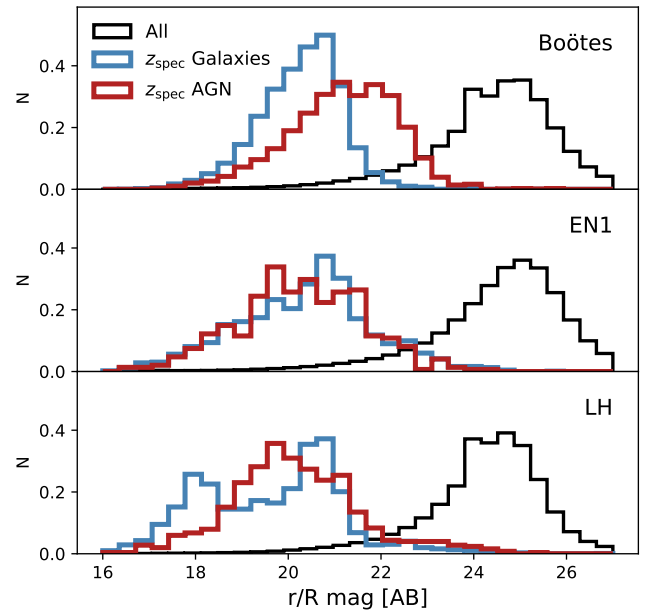 All
z_spec Galaxies
z_spec AGN
Boötes
0.4
0.2
0.0
N
EN1
0.4
0.2
0.0
N
LH
0.4
0.2
0.0
N
16 18 20 22 24 26
r/R mag [AB]